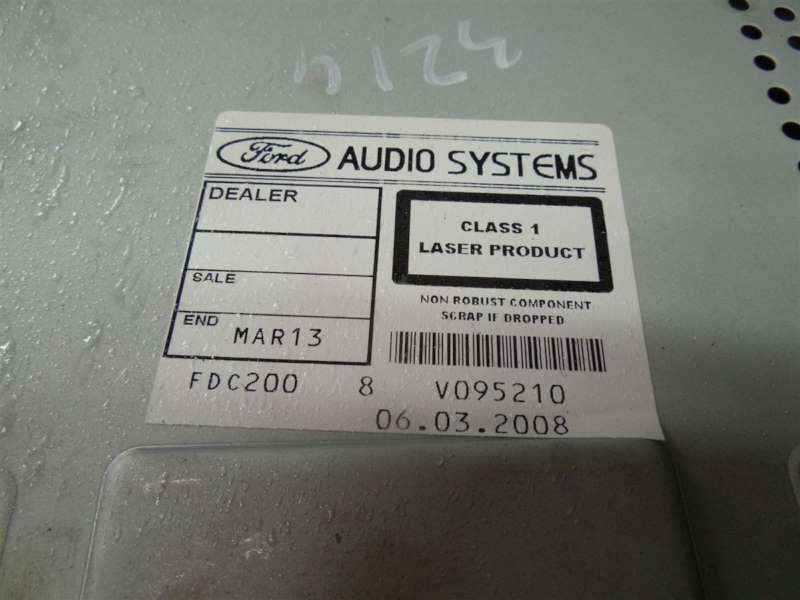 Ford AUDIO SYSTEMS
DEALER
SALE
END MAR13
CLASS 1
LASER PRODUCT
NON ROBUST COMPONENT
SCRAP IF DROPPED
FDC200 8 V095210
06.03.2008